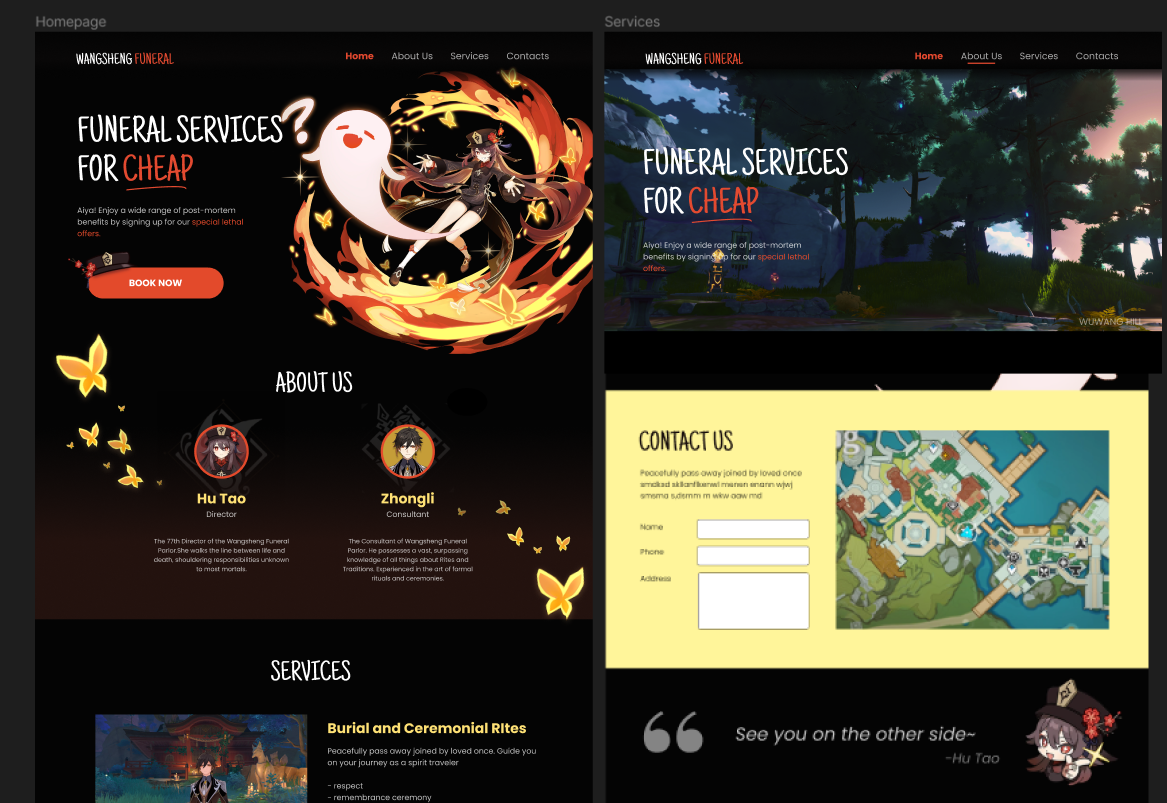 Homepage
WANGSHENG FUNERAL
Home About Us Services Contacts
FUNERAL SERVICES
FOR CHEAP
Aiya! Enjoy a wide range of post-mortem
benefits by signing up for our special lethal
offers.
BOOK NOW
ABOUT US
Hu Tao
Director
The 77th Director of the Wangsheng Funeral
Parlor.She walks the line between life and
death, shouldering responsibilities unknown
to most mortals.
Zhongli
Consultant
The Consultant of Wangsheng Funeral
Parlor. He possesses a vast, surpassing
knowledge of all things about Rites and
Traditions. Experienced in the art of formal
rituals and ceremonies.
SERVICES
Burial and Ceremonial RItes
Peacefully pass away joined by loved once. Guide you
on your journey as a spirit traveler
- respect
- remembrance ceremony
Services
WANGSHENG FUNERAL
Home About Us Services Contacts
FUNERAL SERVICES
FOR CHEAP
Aiya! Enjoy a wide range of post-mortem
benefits by signing up for our special lethal
offers.
WUWANG HILL
CONTACT US
Peacefully pass away joined by loved once
menen enann wjwj
smsma s,dsmm m wkw aaw md
Name
Phone
Address
g
See you on the other side~
-Hu Tao